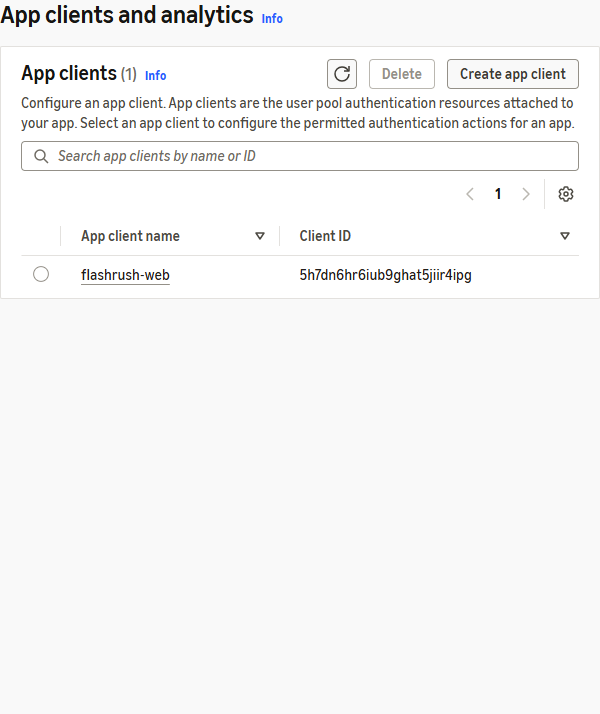 App clients and analytics Info
App clients (1) Info
Delete
Create app client
Configure an app client. App clients are the user pool authentication resources attached to
your app. Select an app client to configure the permitted authentication actions for an app.
Search app clients by name or ID
1
App client name
Client ID
flashrush-web
5h7dn6hr6iub9ghat5jiir4ipg